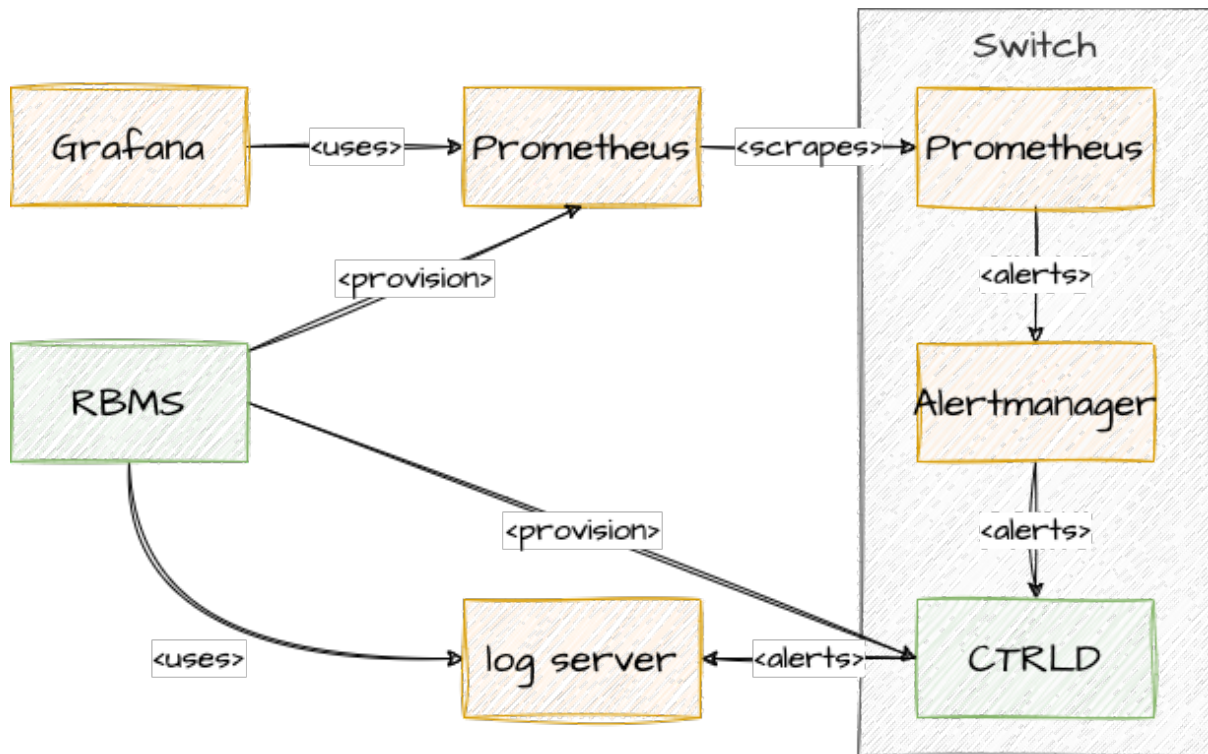 Switch
Grafana
<uses>
Prometheus
<scrapes>
Prometheus
<provision>
<alerts>
RBMS
Alertmanager
<provision>
<alerts>
<uses>
log server
<alerts>
CTRLD